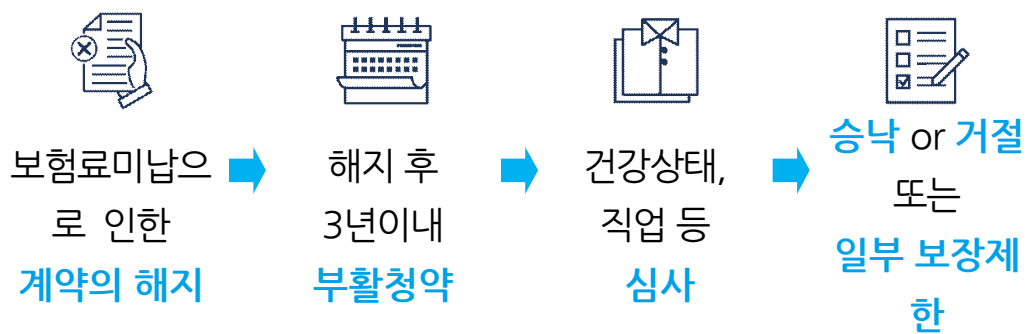 보험료미납으
로 인한
계약의 해지
해지 후
3년이내
부활청약
건강상태,
직업 등
심사
승낙 or 거절
또는
일부 보장제
한